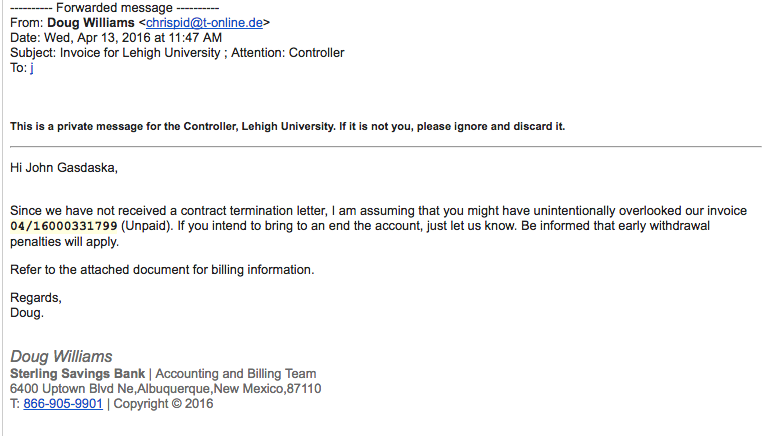 ---------- Forwarded message ----------
From: Doug Williams <chrispid@t-online.de>
Date: Wed, Apr 13, 2016 at 11:47 AM
Subject: Invoice for Lehigh University ; Attention: Controller
To: j
This is a private message for the Controller, Lehigh University. If it is not you, please ignore and discard it.
Hi John Gasdaska,
Since we have not received a contract termination letter, I am assuming that you might have unintentionally overlooked our invoice
04/16000331799 (Unpaid). If you intend to bring to an end the account, just let us know. Be informed that early withdrawal
penalties will apply.
Refer to the attached document for billing information.
Regards,
Doug.
Doug Williams
Sterling Savings Bank | Accounting and Billing Team
6400 Uptown Blvd Ne,Albuquerque,New Mexico,87110
T: 866-905-9901 | Copyright © 2016